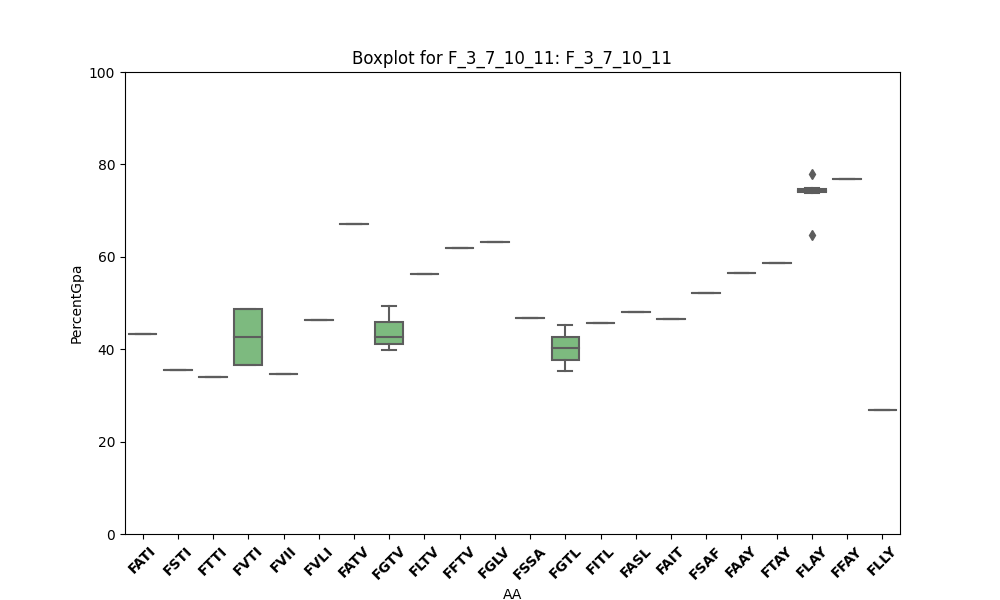 Boxplot for F_3_7_10_11: F_3_7_10_11
100
80
60
40
20
0
PercentGpa
FATI FSTI FTTI FVTI FVII FVLI FATV FGTV FLTV FFTV FGLV FSSA FGTL FITL FASL FAIT FSAF FAAY FTAY FLAY FFAY FLLY
AA